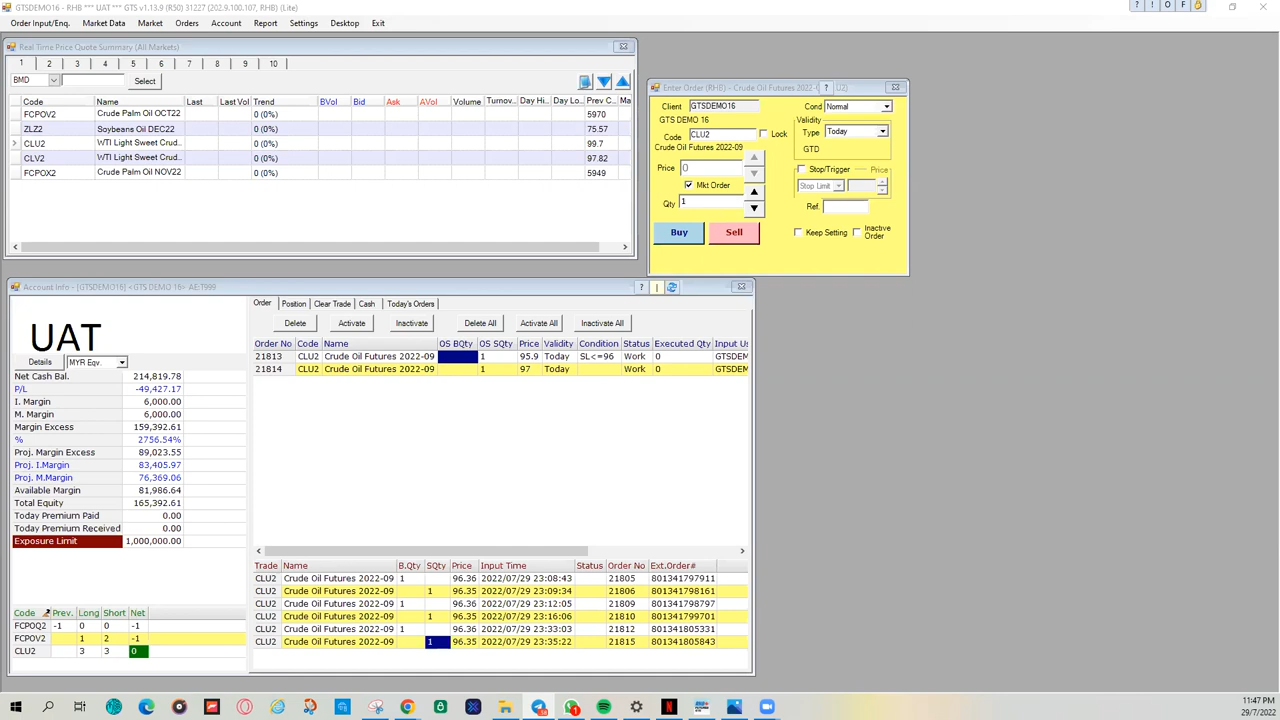 GTSDEMO16 - RHB *** UAT *** GTS v1.13.9 (R50) 31227 (202.9.100.107, RHB) (Lite)
Order Input/Enq. Market Data Market Orders Account Report Settings Desktop Exit
Real Time Price Quote Summary (All Markets)
1 2 3 4 5 6 7 8 9 10
BMD Select
Code Name Last Last Vol Trend BVol Bid Ask AVol Volume Turnov... Day Hi... Day Lo... Prev C... Ma
FCPOV2 Crude Palm Oil OCT22 0 (0%) 5970
ZLZ2 Soybeans Oil DEC22 0 (0%) 75.57
CLU2 WTI Light Sweet Crud... 0 (0%) 99.7
CLV2 WTI Light Sweet Crud... 0 (0%) 97.82
FCPOX2 Crude Palm Oil NOV22 0 (0%) 5949
Enter Order (RHB) - Crude Oil Futures 2022-
Client GTSDEMO16 Cond Normal
GTS DEMO 16 Validity
Code CLU2 Lock Type Today
Crude Oil Futures 2022-09 GTD
Price 0 Stop/Trigger Price
Mkt Order Stop Limit
Qty 1 Ref.
Buy Sell Keep Setting Inactive Order
Account Info - [GTSDEMO16] <GTS DEMO 16> AE:T999
UAT
Details MYR Eqv.
Net Cash Bal. 214,819.78
P/L -49,427.17
I. Margin 6,000.00
M. Margin 6,000.00
Margin Excess 159,392.61
% 2756.54%
Proj. Margin Excess 89,023.55
Proj. I.Margin 83,405.97
Proj. M.Margin 76,369.06
Available Margin 81,986.64
Total Equity 165,392.61
Today Premium Paid 0.00
Today Premium Received 0.00
Exposure Limit 1,000,000.00
Code Prev. Long Short Net
FCPOQ2 -1 0 0 -1
FCPOV2 1 2 -1
CLU2 3 3 0
Order Position Clear Trade Cash Today's Orders
Delete Activate Inactivate Delete All Activate All Inactivate All
Order No Code Name OS BQty OS SQty Price Validity Condition Status Executed Qty Input Us
21813 CLU2 Crude Oil Futures 2022-09 1 95.9 Today SL<=96 Work 0 GTSDEM
21814 CLU2 Crude Oil Futures 2022-09 1 97 Today Work 0 GTSDEM
Trade Name B.Qty SQty Price Input Time Status Order No Ext.Order#
CLU2 Crude Oil Futures 2022-09 1 96.36 2022/07/29 23:08:43 21805 801341797911
CLU2 Crude Oil Futures 2022-09 1 96.35 2022/07/29 23:09:34 21806 801341798161
CLU2 Crude Oil Futures 2022-09 1 96.36 2022/07/29 23:12:05 21809 801341798797
CLU2 Crude Oil Futures 2022-09 1 96.35 2022/07/29 23:16:06 21810 801341799701
CLU2 Crude Oil Futures 2022-09 1 96.36 2022/07/29 23:33:03 21812 801341805331
CLU2 Crude Oil Futures 2022-09 1 96.35 2022/07/29 23:35:22 21815 801341805843
11:47 PM
29/7/2022